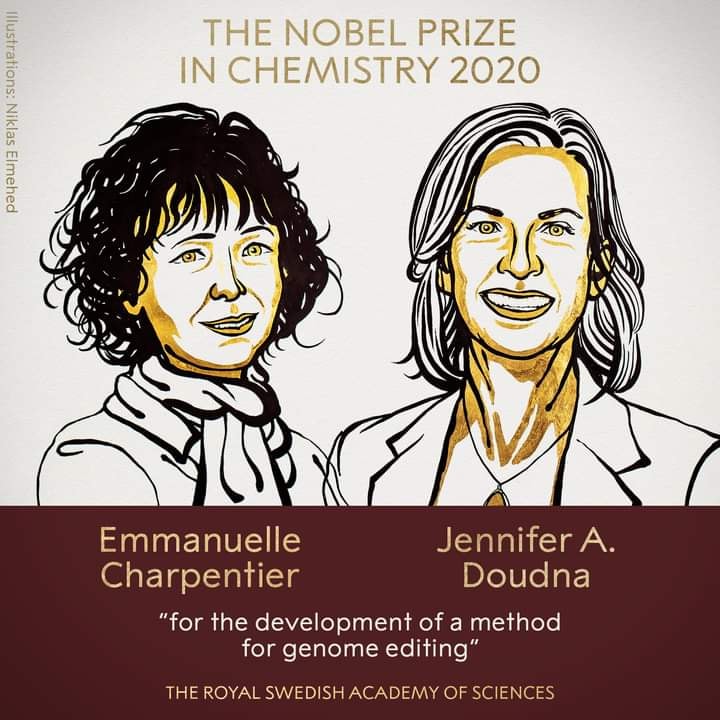 Illustrations: Niklas Elmehed
THE NOBEL PRIZE
IN CHEMISTRY 2020
Emmanuelle
Charpentier
Jennifer A.
Doudna
“for the development of a method
for genome editing”
THE ROYAL SWEDISH ACADEMY OF SCIENCES